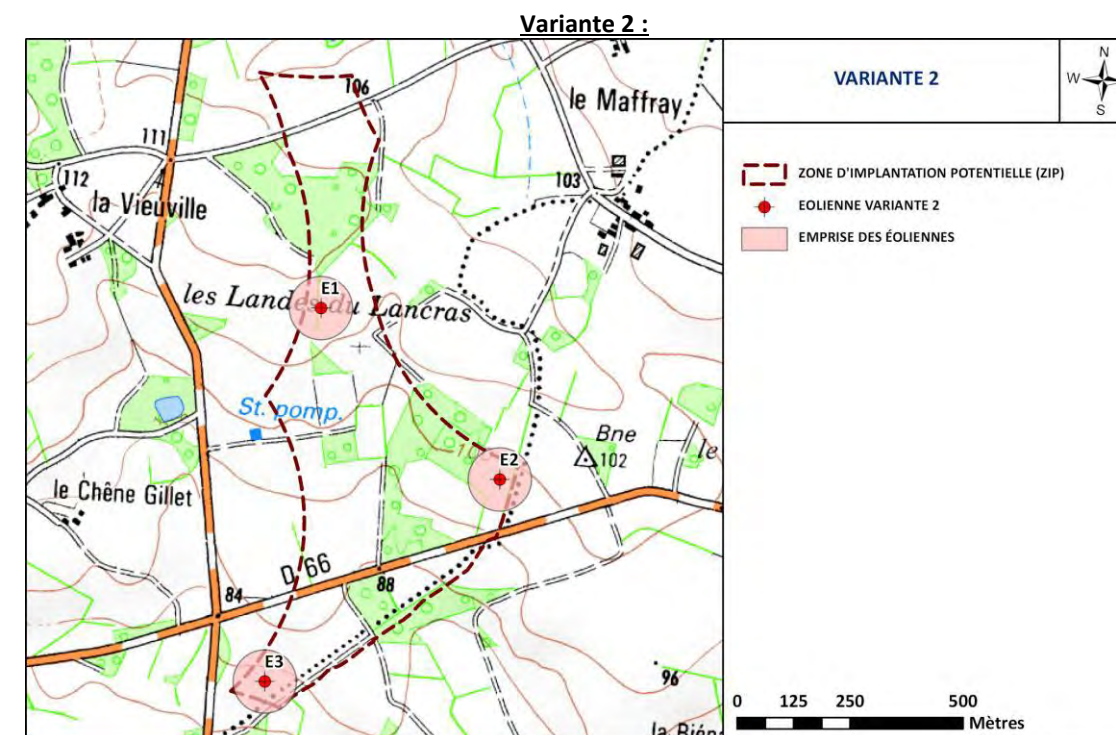 Variante 2 :
VARIANTE 2
N
W
S
ZONE D'IMPLANTATION POTENTIELLE (ZIP)
EOLIENNE VARIANTE 2
EMPRISE DES ÉOLIENNES
106
le Maffray
111
112
103
la Vieuville
E1
les Landes du Lancras
St. pomp.
E2
Bne
102
le
le Chêne Gillet
D 66
88
84
E3
96
0 125 250 500
Mètres